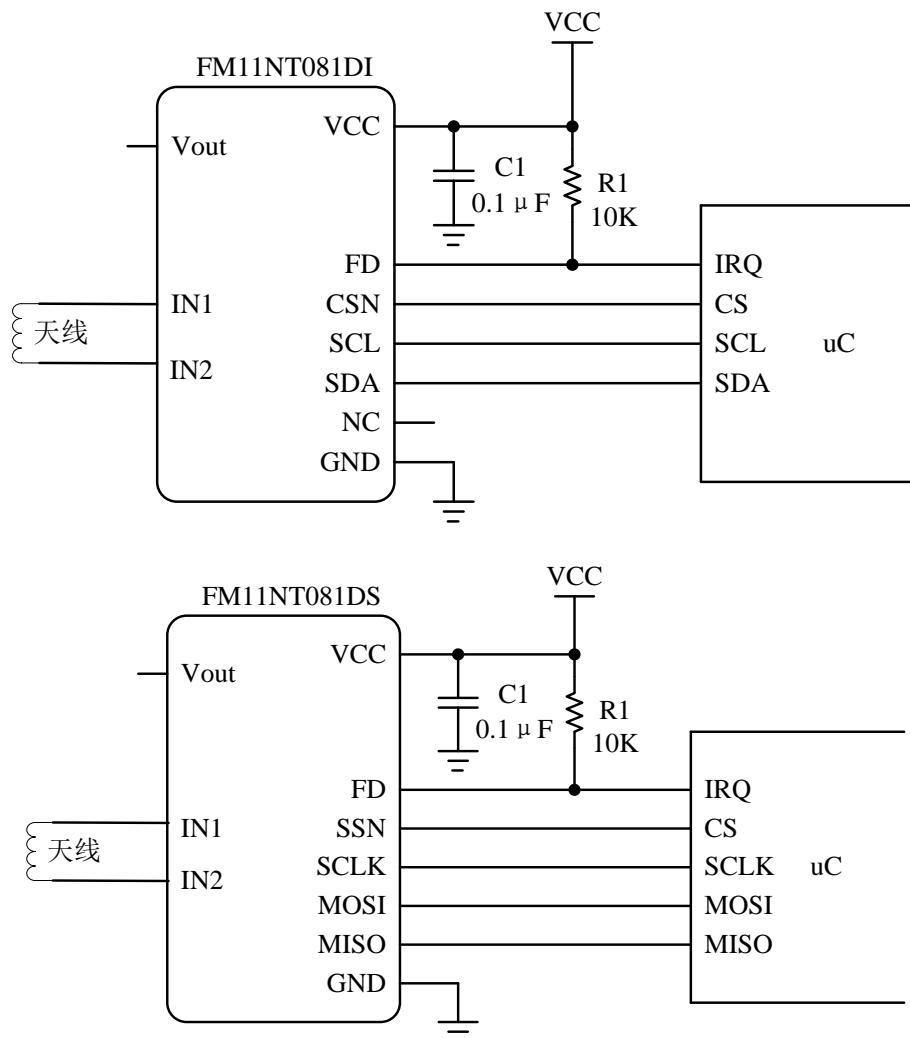 VCC
FM11NT081DI
VCC
Vout
C1
0.1 μF
R1
10K
FD
IRQ
IN1
CSN
CS
天线
SCL
SCL
uC
IN2
SDA
SDA
NC
GND
VCC
FM11NT081DS
VCC
Vout
C1
0.1 μF
R1
10K
FD
IRQ
IN1
SSN
CS
天线
SCLK
SCLK
uC
IN2
MOSI
MOSI
MISO
MISO
GND